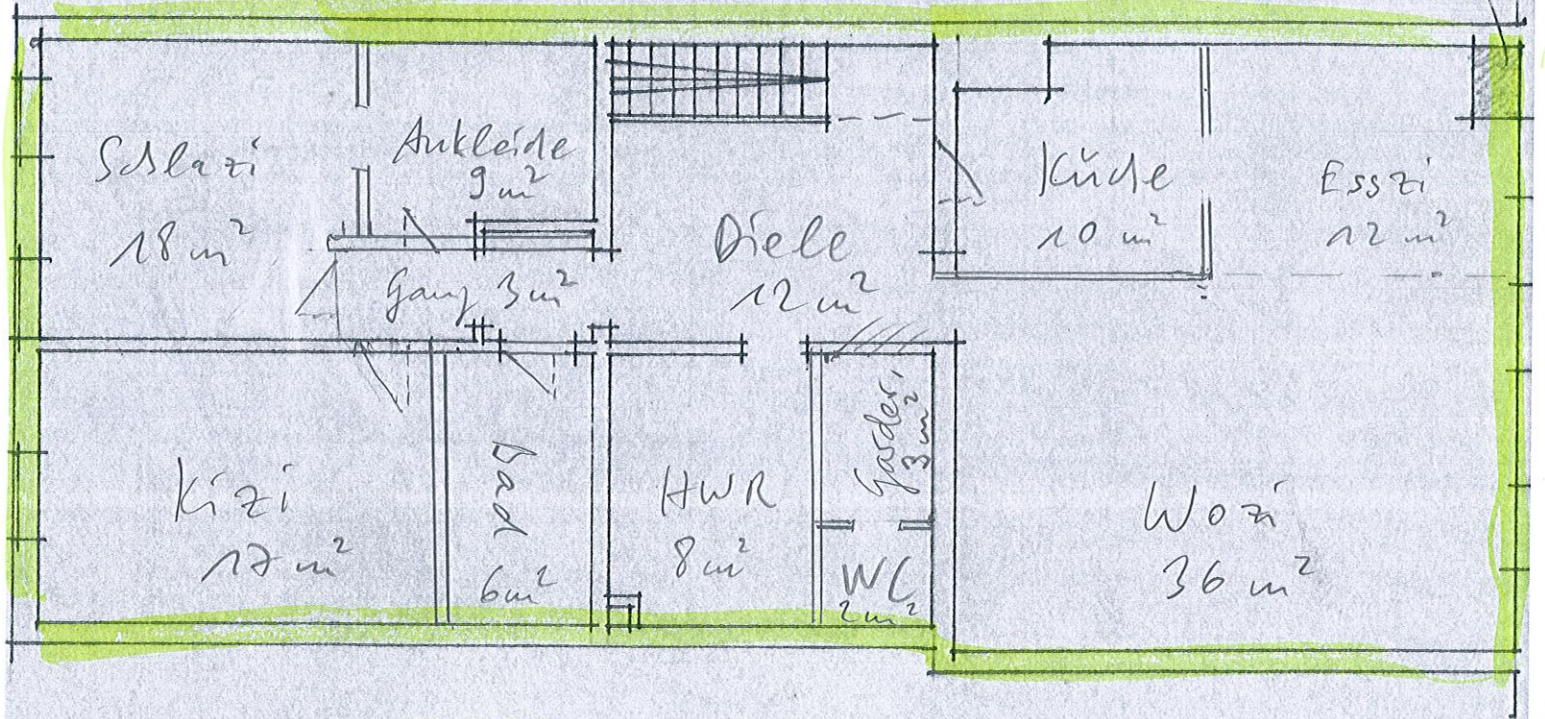 Schlazi
18 m²
Ankleide
9 m²
Gang 3 m²
Diele
12 m²
Küche
10 m²
Esszi
12 m²
Kizi
17 m²
Bad
6 m²
HWR
8 m²
Garder.
3 m²
WC
2 m²
Wozi
36 m²